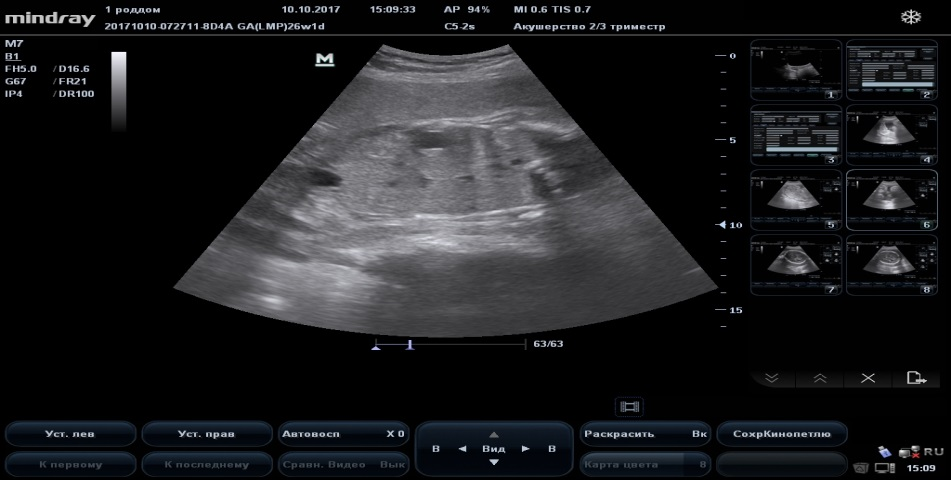 mindray
1 роддом 10.10.2017 15:09:33 AP 94% MI 0.6 TIS 0.7
20171010-072711-8D4A GA(LMP)26w1d C5-2s Акушерство 2/3 триместр
M7
B1
FH5.0 / D16.6
G67 / FR21
IP4 / DR100
M
0
5
10
15
63/63
1 2
3 4
5 6
7 8
Уст. лев Уст. прав Автовосп X 0 Раскрасить Вк СохрКинопетлю
В Вид В
К первому К последнему Сравн. Видео Вык Карта цвета 8
RU
15:09